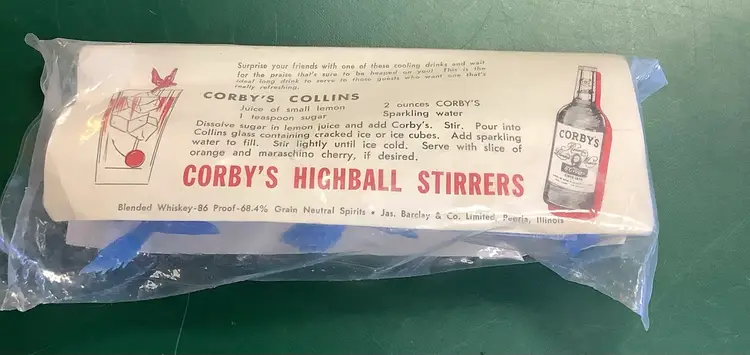 Surprise your friends with one of these cooling drinks and wait
for the praise that's sure to be heaped on you! This is the
ideal long drink to serve to those guests who want one that's
really refreshing.
CORBY'S COLLINS
Juice of small lemon 2 ounces CORBY'S
1 teaspoon sugar Sparkling water
Dissolve sugar in lemon juice and add Corby's. Stir. Pour into
Collins glass containing cracked ice or ice cubes. Add sparkling
water to fill. Stir lightly until ice cold. Serve with slice of
orange and maraschino cherry, if desired.
CORBY'S HIGHBALL STIRRERS
Blended Whiskey-86 Proof-68.4% Grain Neutral Spirits • Jas. Barclay & Co. Limited, Peoria, Illinois
CORBY'S